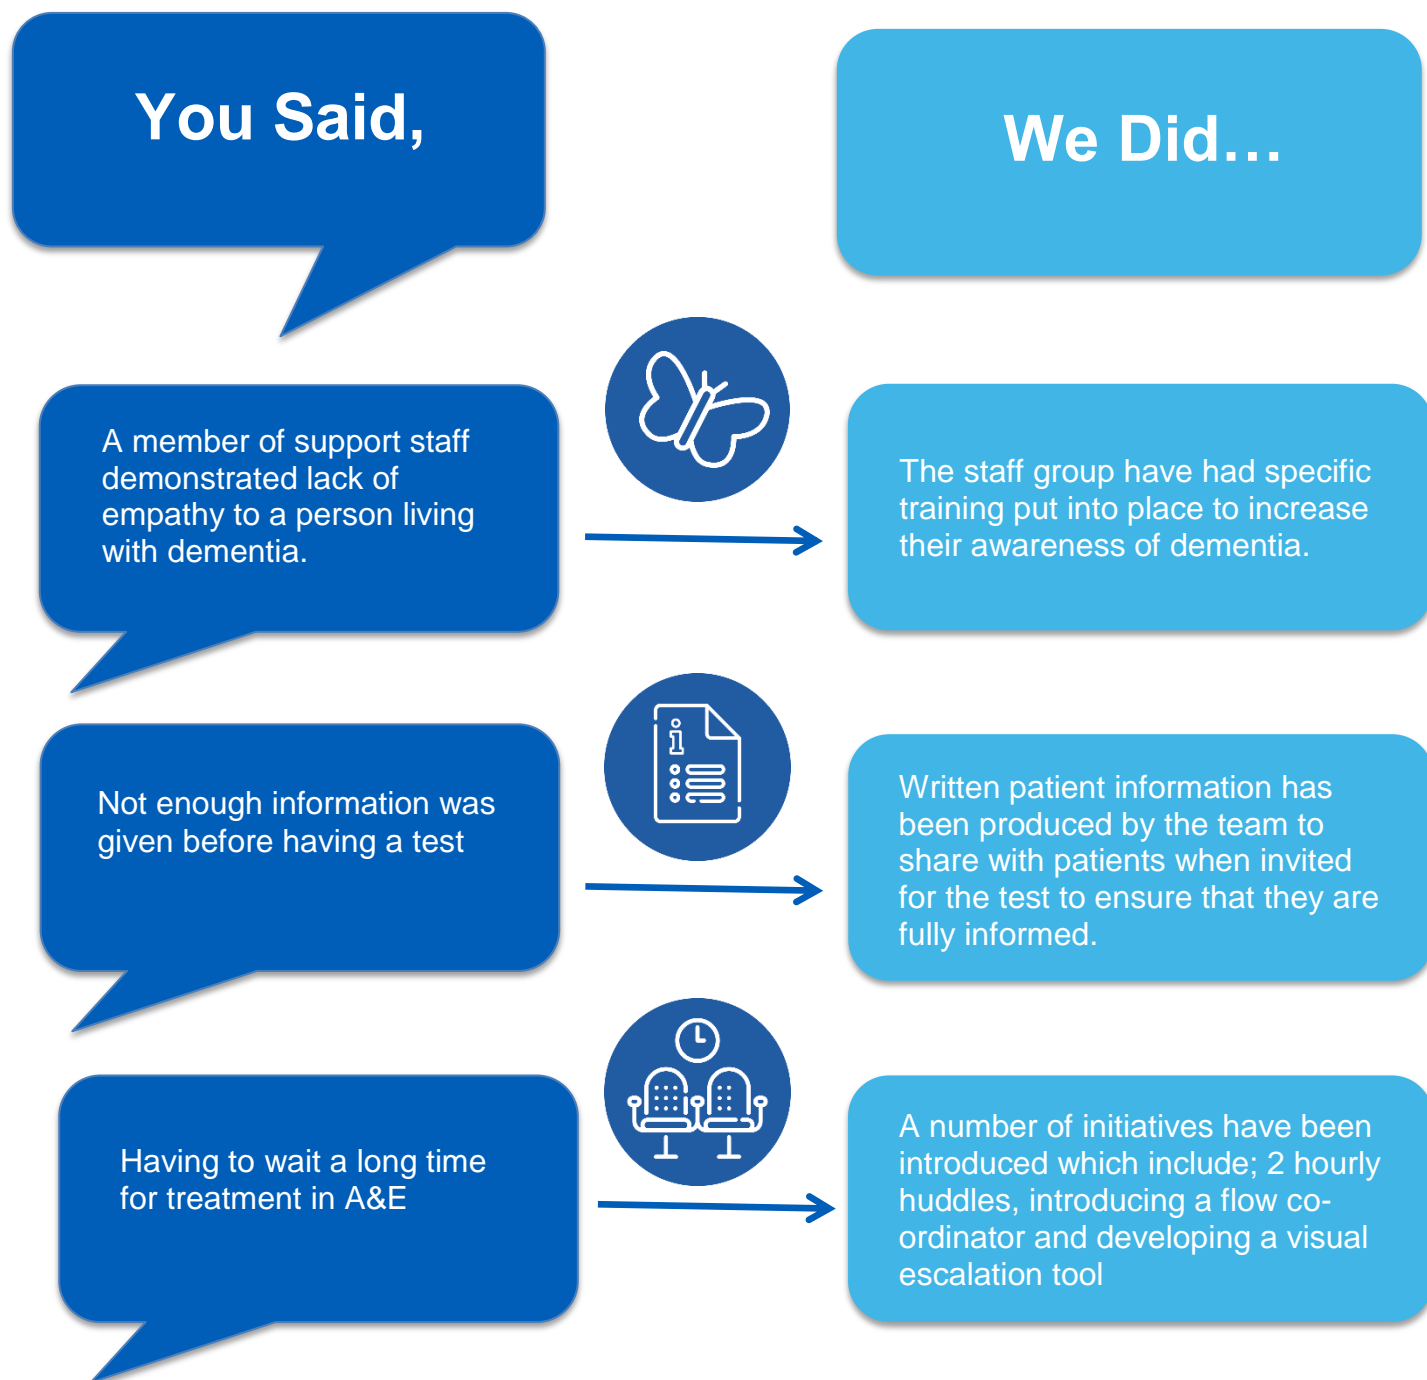 You Said,
We Did...
A member of support staff
demonstrated lack of
empathy to a person living
with dementia.
The staff group have had specific
training put into place to increase
their awareness of dementia.
Not enough information was
given before having a test
Written patient information has
been produced by the team to
share with patients when invited
for the test to ensure that they are
fully informed.
Having to wait a long time
for treatment in A&E
A number of initiatives have been
introduced which include; 2 hourly
huddles, introducing a flow co-
ordinator and developing a visual
escalation tool